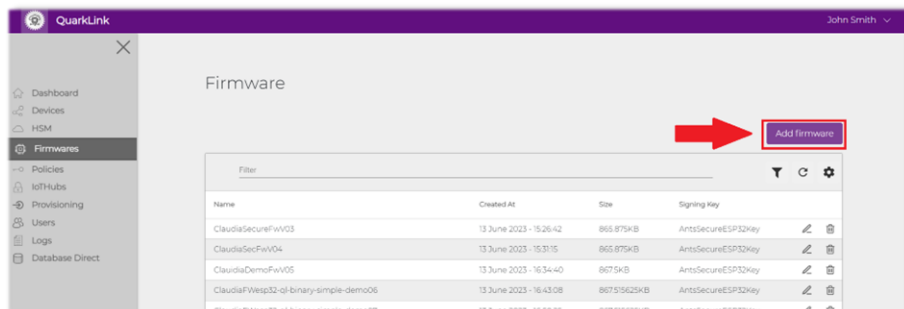 QuarkLink
John Smith
Dashboard
Devices
HSM
Firmwares
Policies
IoTHubs
Provisioning
Users
Logs
Database Direct
Firmware
Add firmware
Filter
Name Created At Size Signing Key
ClaudiaSecureFwV03 13 June 2023 - 15:26:42 865.875KB AntsSecureESP32Key
ClaudiaSecFwV04 13 June 2023 - 15:31:15 865.875KB AntsSecureESP32Key
ClauidiaDemoFwV05 13 June 2023 - 16:34:40 867.5KB AntsSecureESP32Key
ClaudiaFWesp32-ql-binary-simple-demo06 13 June 2023 - 16:43:08 867.515625KB AntsSecureESP32Key